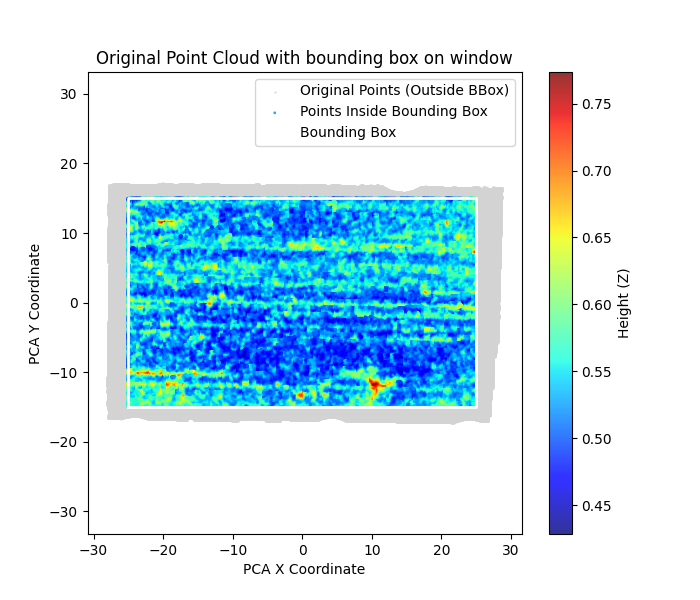 Original Point Cloud with bounding box on window
Original Points (Outside BBox)
Points Inside Bounding Box
Bounding Box
30
20
10
0
−10
−20
−30
PCA Y Coordinate
−30 −20 −10 0 10 20 30
PCA X Coordinate
0.75
0.70
0.65
0.60
0.55
0.50
0.45
Height (Z)